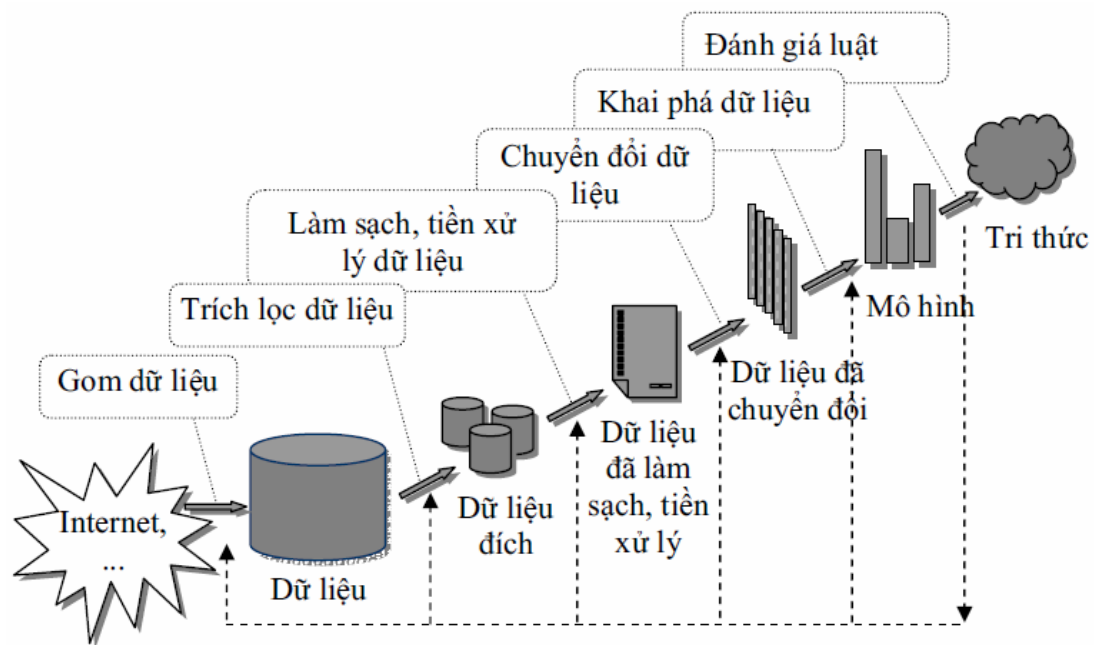 Đánh giá luật
Khai phá dữ liệu
Chuyển đổi dữ
liệu
Làm sạch, tiền xử
lý dữ liệu
Trích lọc dữ liệu
Gom dữ liệu
Internet,
...
Dữ liệu
Dữ liệu
đích
Dữ liệu
đã làm
sạch, tiền
xử lý
Dữ liệu đã
chuyển đổi
Mô hình
Tri thức